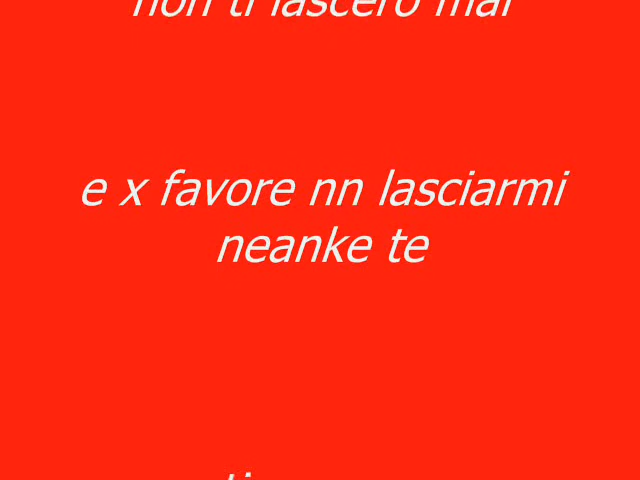 non ti lascerò mai
e x favore nn lasciarmi
neanke te